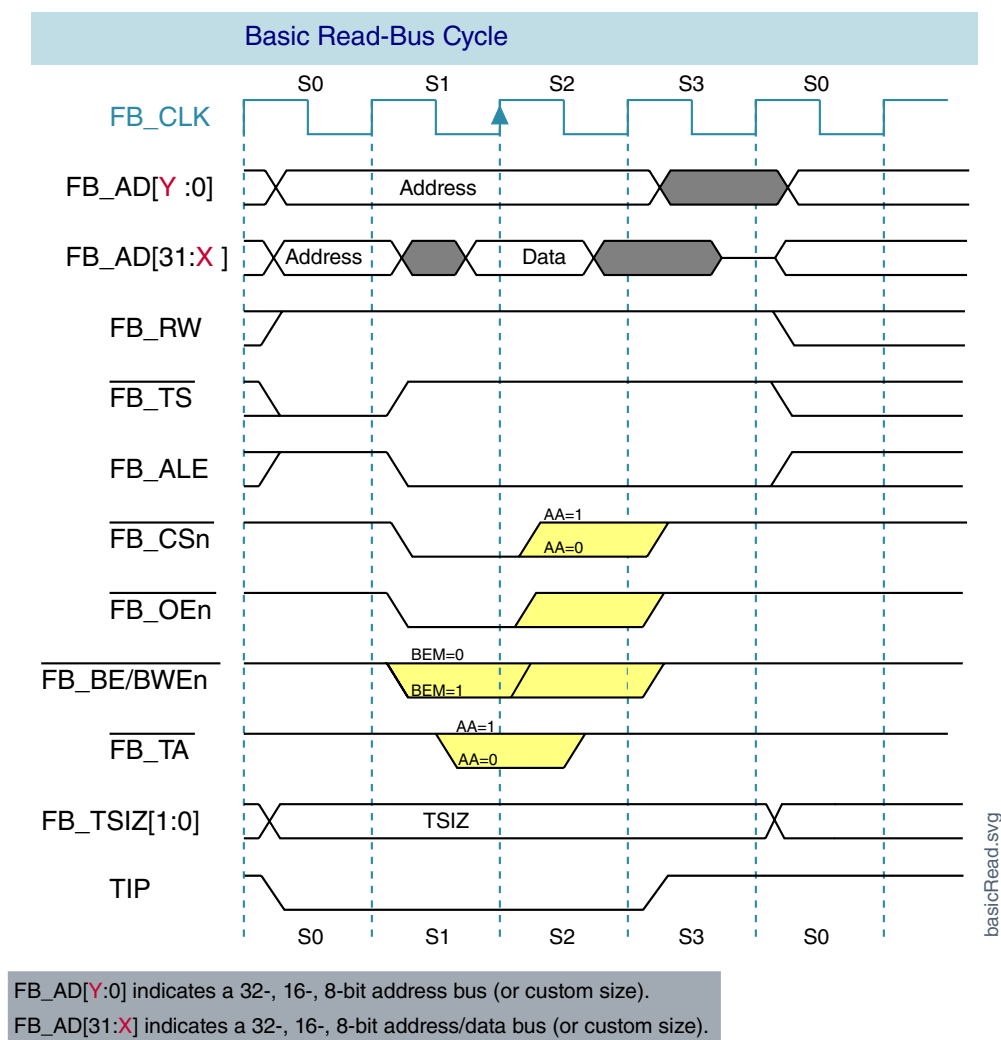 Basic Read-Bus Cycle
S0 S1 S2 S3 S0
FB_CLK
FB_AD[Y :0] Address
FB_AD[31:X ] Address Data
FB_RW
FB_TS
FB_ALE
FB_CSn AA=1
AA=0
FB_OEn
FB_BE/BWEn BEM=0
BEM=1
FB_TA AA=1
AA=0
FB_TSIZ[1:0] TSIZ
TIP
S0 S1 S2 S3 S0
basicRead.svg
FB_AD[Y:0] indicates a 32-, 16-, 8-bit address bus (or custom size).
FB_AD[31:X] indicates a 32-, 16-, 8-bit address/data bus (or custom size).